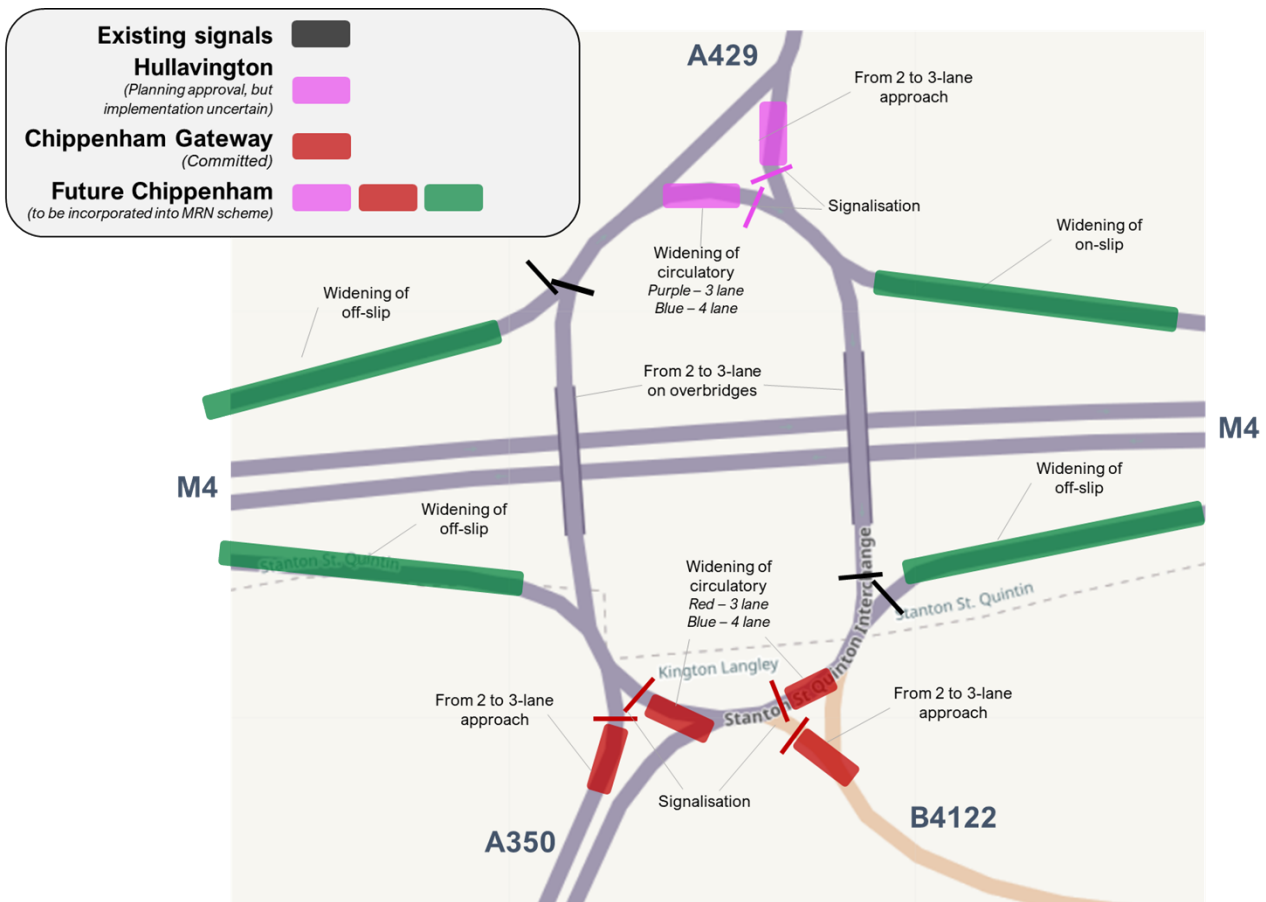 Existing signals
Hullavington
(Planning approval, but
implementation uncertain)
Chippenham Gateway
(Committed)
Future Chippenham
(to be incorporated into MRN scheme)
A429
From 2 to 3-lane
approach
Signalisation
Widening of
on-slip
Widening of
circulatory
Purple – 3 lane
Blue – 4 lane
Widening of
off-slip
From 2 to 3-lane
on overbridges
M4
M4
Widening of
off-slip
Widening of
off-slip
Stanton St. Quintin
Stanton St. Quintin
Widening of
circulatory
Red – 3 lane
Blue – 4 lane
Kington Langley
Stanton St Quinton Interchange
From 2 to 3-lane
approach
From 2 to 3-lane
approach
Signalisation
A350
B4122